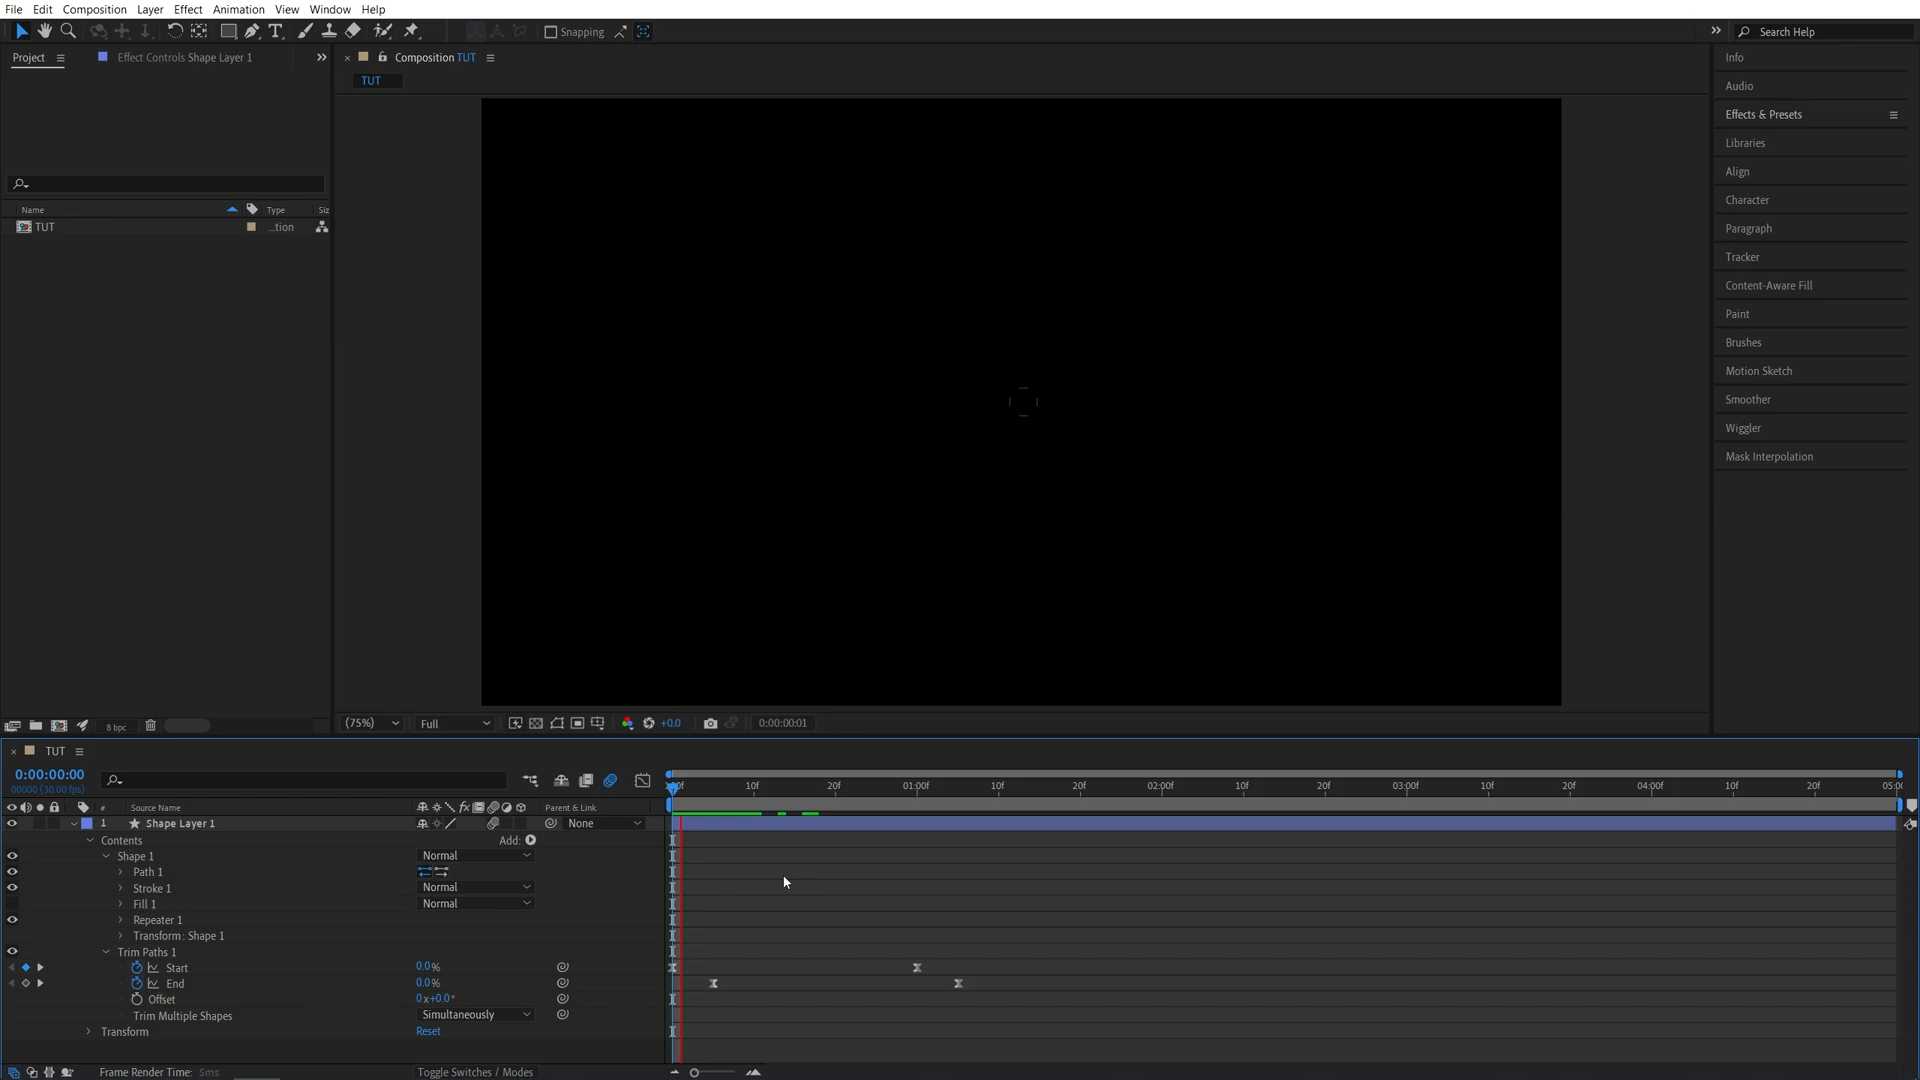 File Edit Composition Layer Effect Animation View Window Help
Snapping
Search Help
Project
Effect Controls Shape Layer 1
Composition TUT
TUT
Name Type Siz
TUT ...tion
Info
Audio
Effects & Presets
Libraries
Align
Character
Paragraph
Tracker
Content-Aware Fill
Paint
Brushes
Motion Sketch
Smoother
Wiggler
Mask Interpolation
8 bpc
(75%) Full +0.0 0:00:00:01
TUT
0:00:00:00
00000 (30.00 fps)
10f 20f 01:00f 10f 20f 02:00f 10f 20f 03:00f 10f 20f 04:00f 10f 20f 05:00
# Source Name fx Parent & Link
1 Shape Layer 1 None
Contents Add:
Shape 1 Normal
Path 1
Stroke 1 Normal
Fill 1 Normal
Repeater 1
Transform: Shape 1
Trim Paths 1
Start 0.0%
End 0.0%
Offset 0x+0.0°
Trim Multiple Shapes Simultaneously
Transform Reset
Frame Render Time: 5ms Toggle Switches / Modes